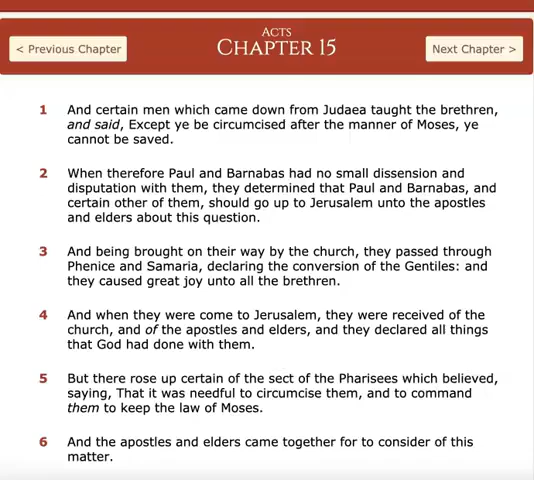 ACTS
CHAPTER 15
< Previous Chapter
Next Chapter >
1 And certain men which came down from Judaea taught the brethren,
and said, Except ye be circumcised after the manner of Moses, ye
cannot be saved.
2 When therefore Paul and Barnabas had no small dissension and
disputation with them, they determined that Paul and Barnabas, and
certain other of them, should go up to Jerusalem unto the apostles
and elders about this question.
3 And being brought on their way by the church, they passed through
Phenice and Samaria, declaring the conversion of the Gentiles: and
they caused great joy unto all the brethren.
4 And when they were come to Jerusalem, they were received of the
church, and of the apostles and elders, and they declared all things
that God had done with them.
5 But there rose up certain of the sect of the Pharisees which believed,
saying, That it was needful to circumcise them, and to command
them to keep the law of Moses.
6 And the apostles and elders came together for to consider of this
matter.